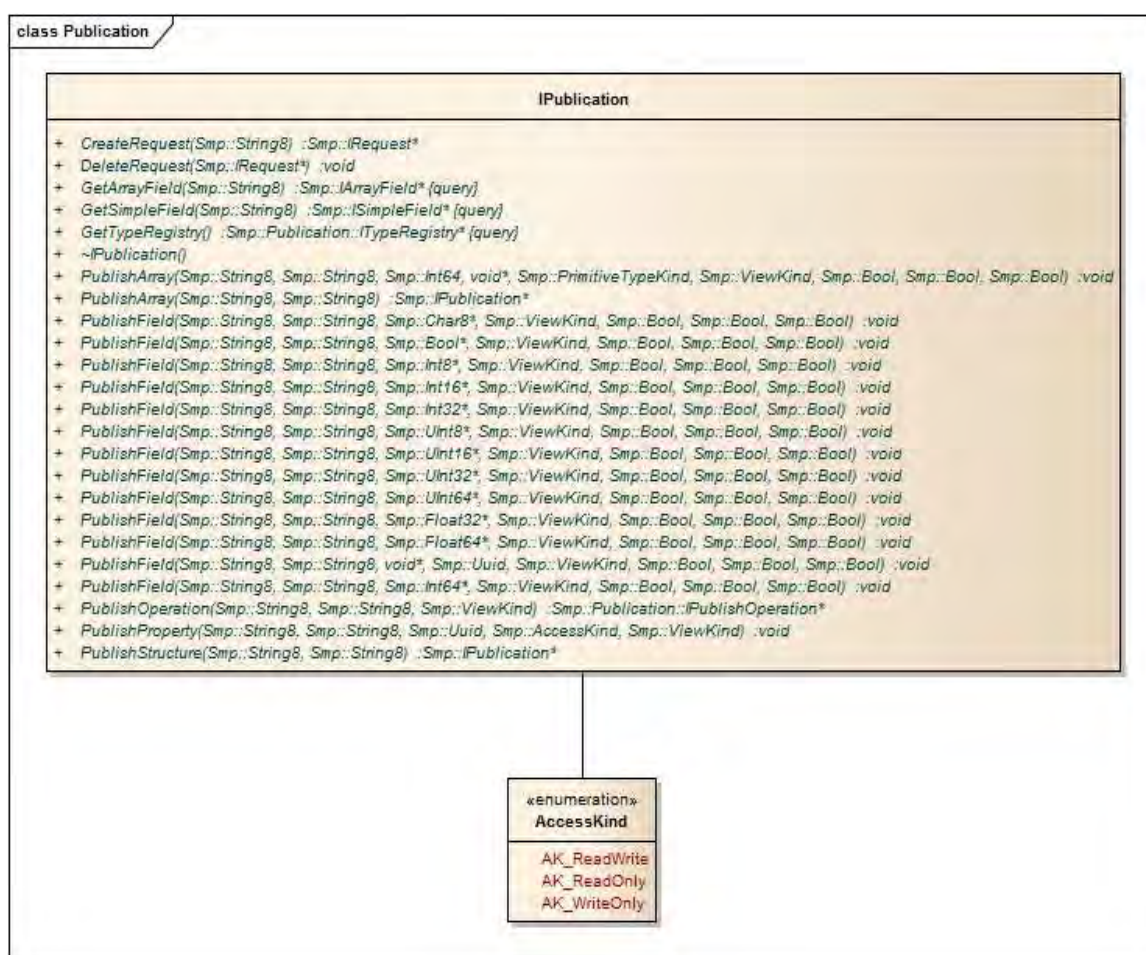 class Publication
IPublication
+ CreateRequest(Smp::String8) :Smp::IRequest*
+ DeleteRequest(Smp::IRequest*) :void
+ GetArrayField(Smp::String8) :Smp::IArrayField* {query}
+ GetSimpleField(Smp::String8) :Smp::ISimpleField* {query}
+ GetTypeRegistry() :Smp::Publication::ITypeRegistry* {query}
+ ~IPublication()
+ PublishArray(Smp::String8, Smp::String8, Smp::Int64, void*, Smp::PrimitiveTypeKind, Smp::ViewKind, Smp::Bool, Smp::Bool, Smp::Bool) :void
+ PublishArray(Smp::String8, Smp::String8) :Smp::IPublication*
+ PublishField(Smp::String8, Smp::String8, Smp::Char8*, Smp::ViewKind, Smp::Bool, Smp::Bool, Smp::Bool) :void
+ PublishField(Smp::String8, Smp::String8, Smp::Bool*, Smp::ViewKind, Smp::Bool, Smp::Bool, Smp::Bool) :void
+ PublishField(Smp::String8, Smp::String8, Smp::Int8*, Smp::ViewKind, Smp::Bool, Smp::Bool, Smp::Bool) :void
+ PublishField(Smp::String8, Smp::String8, Smp::Int16*, Smp::ViewKind, Smp::Bool, Smp::Bool, Smp::Bool) :void
+ PublishField(Smp::String8, Smp::String8, Smp::Int32*, Smp::ViewKind, Smp::Bool, Smp::Bool, Smp::Bool) :void
+ PublishField(Smp::String8, Smp::String8, Smp::UInt8*, Smp::ViewKind, Smp::Bool, Smp::Bool, Smp::Bool) :void
+ PublishField(Smp::String8, Smp::String8, Smp::UInt16*, Smp::ViewKind, Smp::Bool, Smp::Bool, Smp::Bool) :void
+ PublishField(Smp::String8, Smp::String8, Smp::UInt32*, Smp::ViewKind, Smp::Bool, Smp::Bool, Smp::Bool) :void
+ PublishField(Smp::String8, Smp::String8, Smp::UInt64*, Smp::ViewKind, Smp::Bool, Smp::Bool, Smp::Bool) :void
+ PublishField(Smp::String8, Smp::String8, Smp::Float32*, Smp::ViewKind, Smp::Bool, Smp::Bool, Smp::Bool) :void
+ PublishField(Smp::String8, Smp::String8, Smp::Float64*, Smp::ViewKind, Smp::Bool, Smp::Bool, Smp::Bool) :void
+ PublishField(Smp::String8, Smp::String8, void*, Smp::Uuid, Smp::ViewKind, Smp::Bool, Smp::Bool, Smp::Bool) :void
+ PublishField(Smp::String8, Smp::String8, Smp::Int64*, Smp::ViewKind, Smp::Bool, Smp::Bool, Smp::Bool) :void
+ PublishOperation(Smp::String8, Smp::String8, Smp::ViewKind) :Smp::Publication::IPublishOperation*
+ PublishProperty(Smp::String8, Smp::String8, Smp::Uuid, Smp::AccessKind, Smp::ViewKind) :void
+ PublishStructure(Smp::String8, Smp::String8) :Smp::IPublication*
«enumeration»
AccessKind
AK_ReadWrite
AK_ReadOnly
AK_WriteOnly